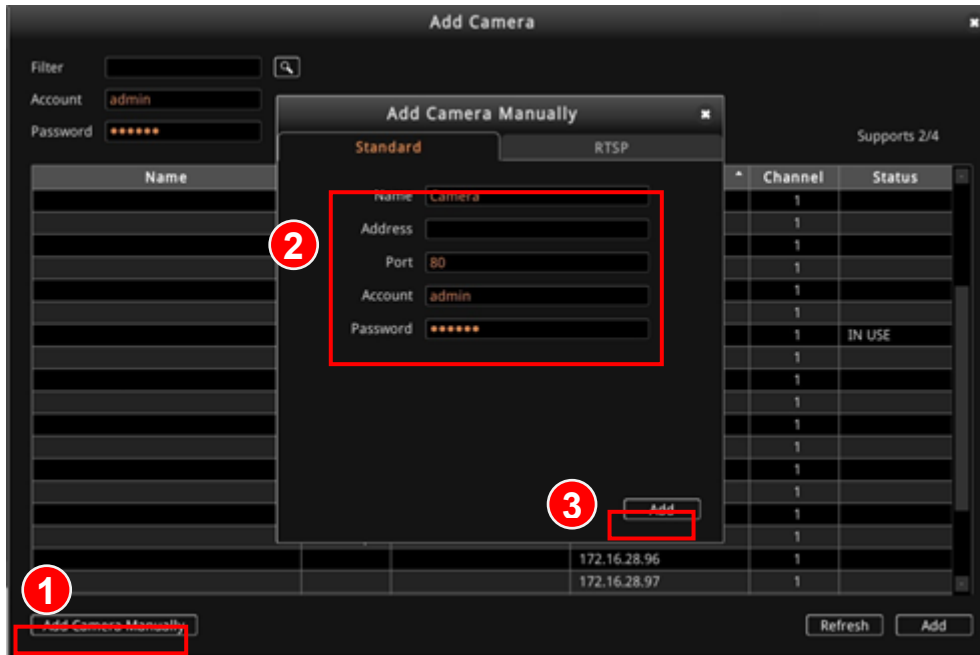 Add Camera
Filter
Account admin
Password ••••••
Supports 2/4
Add Camera Manually
Standard RTSP
Name Channel Status
Name Camera
Address
Port 80
Account admin
Password ••••••
Add
1
1
1
1
1
1
1 IN USE
1
1
1
1
1
1
1
1
1
172.16.28.96 1
172.16.28.97 1
2
3
1
Add Camera Manually
Refresh Add